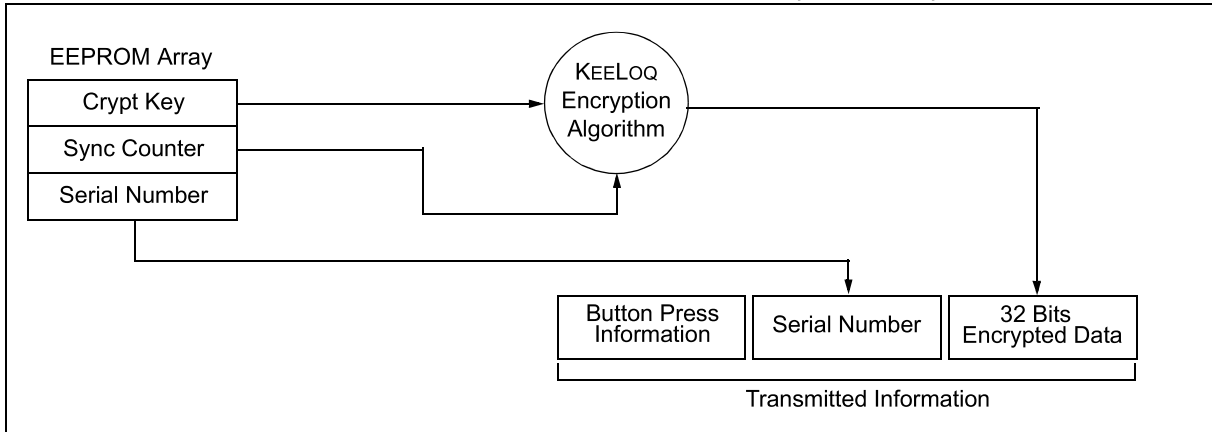 EEPROM Array
Crypt Key
Sync Counter
Serial Number
KEELOQ
Encryption
Algorithm
Button Press
Information
Serial Number
32 Bits
Encrypted Data
Transmitted Information